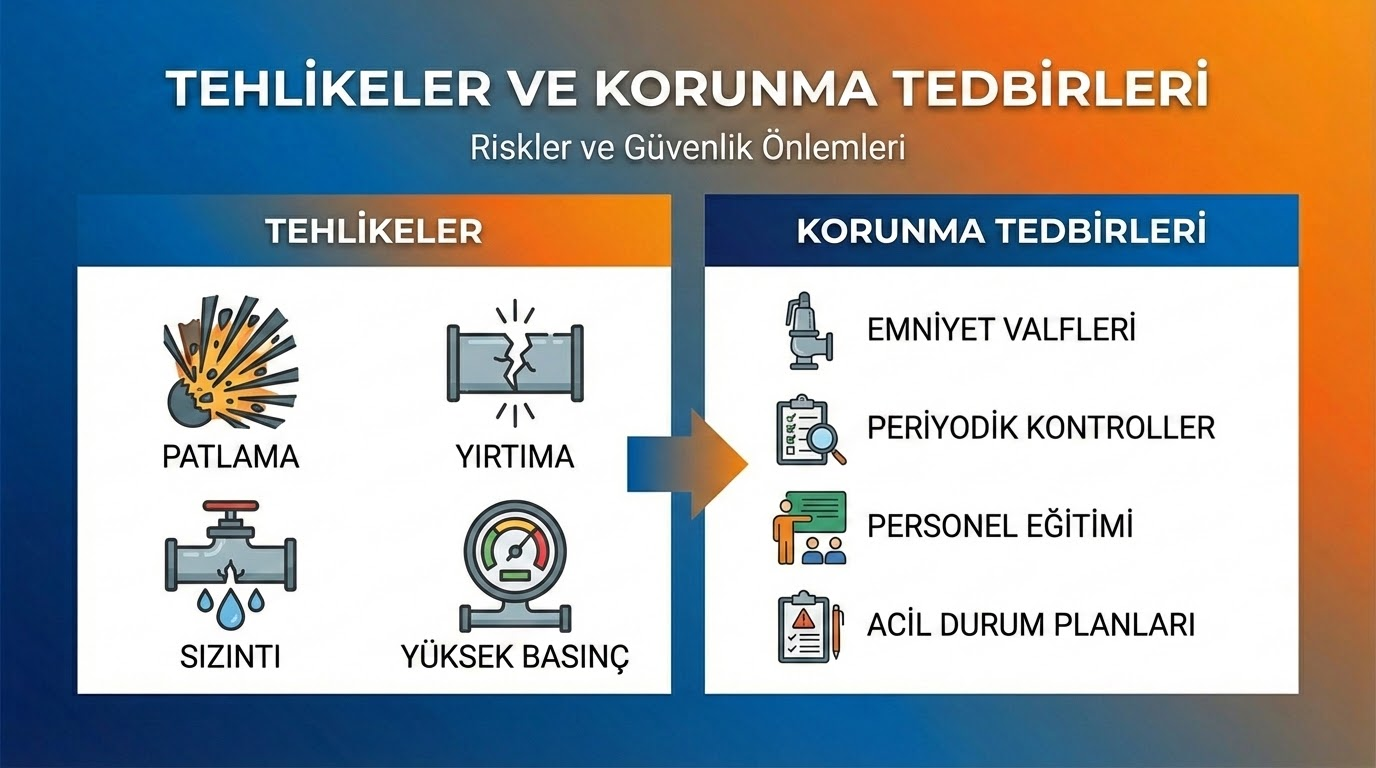 TEHLİKELER VE KORUNMA TEDBİRLERİ
Riskler ve Güvenlik Önlemleri
TEHLİKELER
PATLAMA
YIRTIMA
SIZINTI
YÜKSEK BASINÇ
KORUNMA TEDBİRLERİ
EMNİYET VALFLERİ
PERİYODİK KONTROLLER
PERSONEL EĞİTİMİ
ACİL DURUM PLANLARI